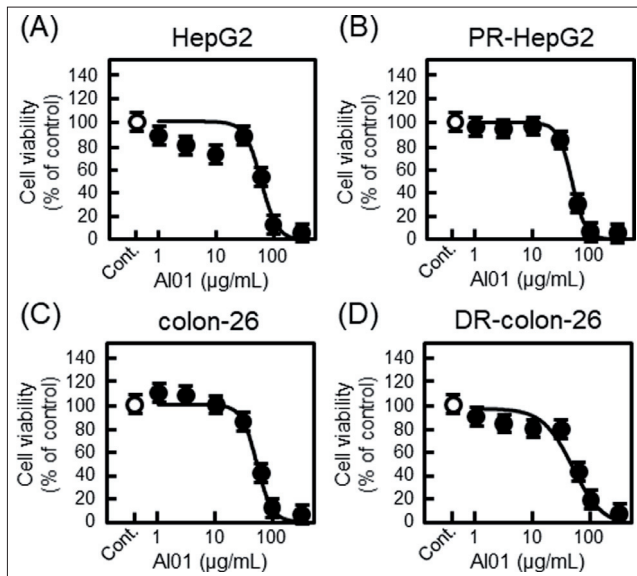 (A)
HepG2
Cell viability
(% of control)
140
120
100
80
60
40
20
0
Cont.
1
10
100
AI01 (µg/mL)
(B)
PR-HepG2
Cell viability
(% of control)
140
120
100
80
60
40
20
0
Cont.
1
10
100
AI01 (µg/mL)
(C)
colon-26
Cell viability
(% of control)
140
120
100
80
60
40
20
0
Cont.
1
10
100
AI01 (µg/mL)
(D)
DR-colon-26
Cell viability
(% of control)
140
120
100
80
60
40
20
0
Cont.
1
10
100
AI01 (µg/mL)